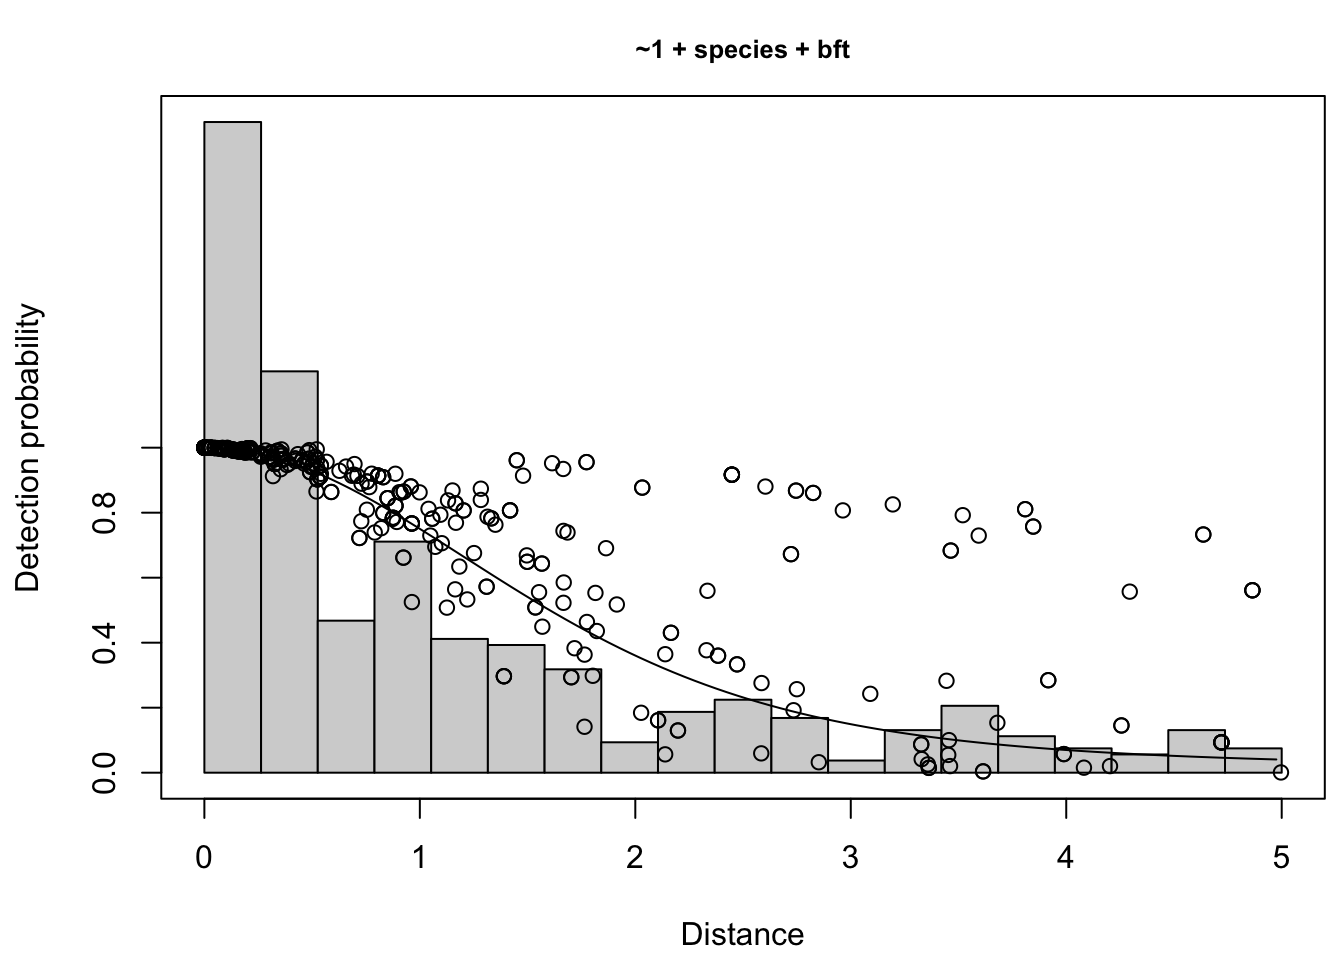 ~1 + species + bft
Detection probability
0.8
0.4
0.0
0 1 2 3 4 5
Distance